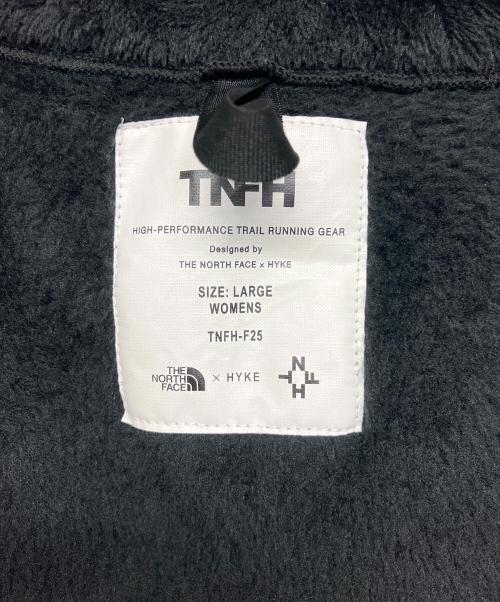 TNFH
HIGH-PERFORMANCE TRAIL RUNNING GEAR
Designed by
THE NORTH FACE × HYKE
SIZE: LARGE
WOMENS
TNFH-F25
THE
NORTH
FACE
× HYKE
TNFH